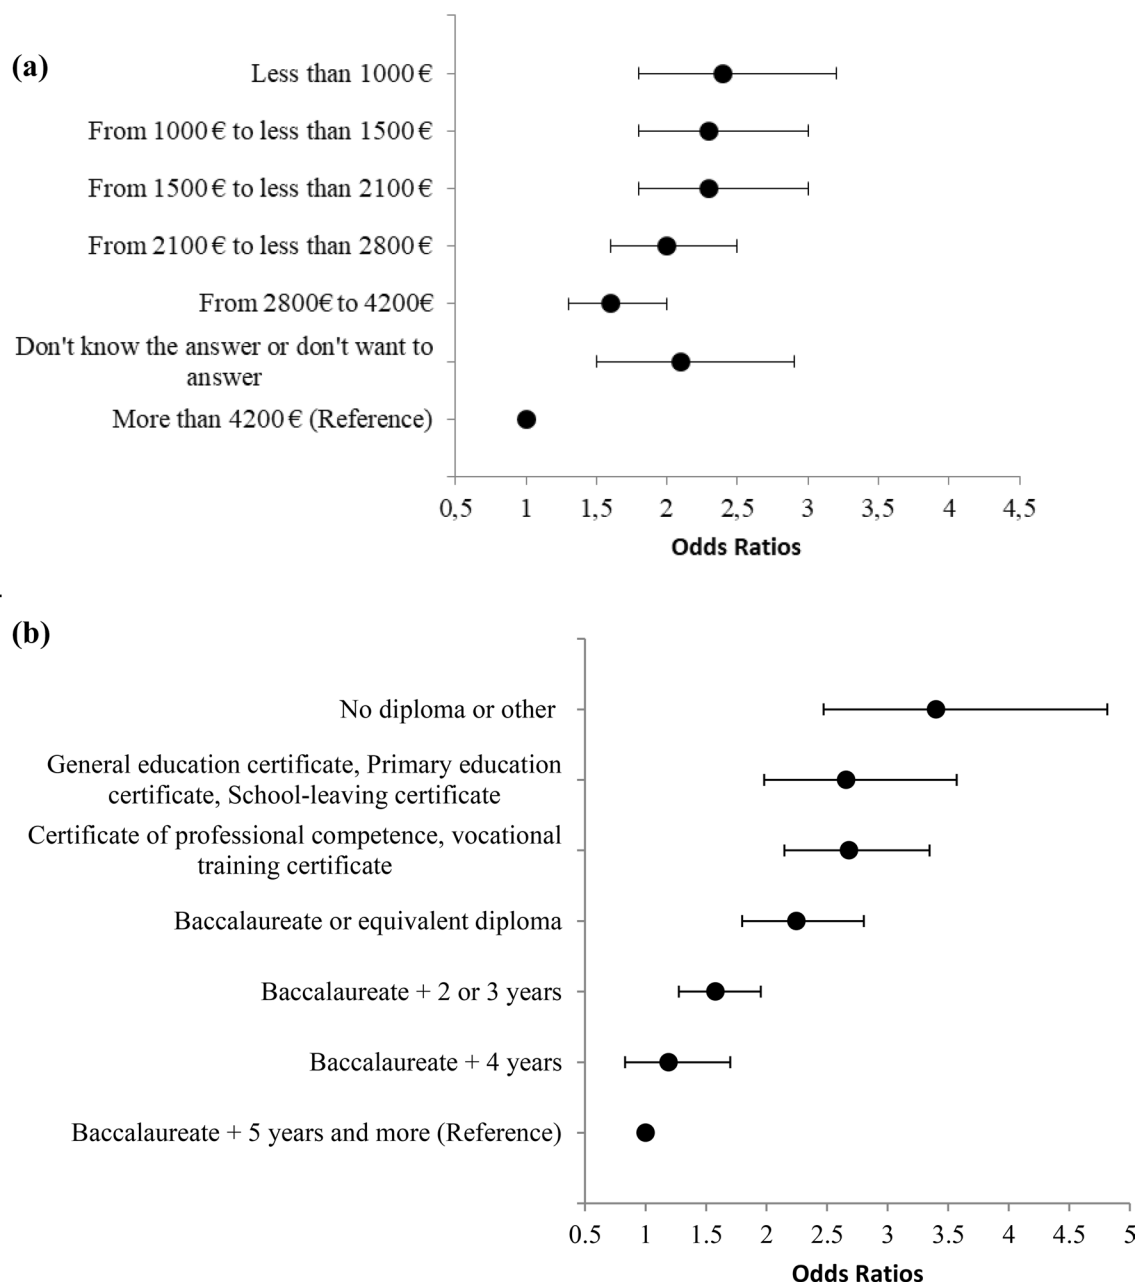 (a)
Less than 1000 €
From 1000 € to less than 1500 €
From 1500 € to less than 2100 €
From 2100 € to less than 2800 €
From 2800€ to 4200€
Don't know the answer or don't want to
answer
More than 4200 € (Reference)
0,5 1 1,5 2 2,5 3 3,5 4 4,5
Odds Ratios
(b)
No diploma or other
General education certificate, Primary education
certificate, School-leaving certificate
Certificate of professional competence, vocational
training certificate
Baccalaureate or equivalent diploma
Baccalaureate + 2 or 3 years
Baccalaureate + 4 years
Baccalaureate + 5 years and more (Reference)
0.5 1 1.5 2 2.5 3 3.5 4 4.5 5
Odds Ratios